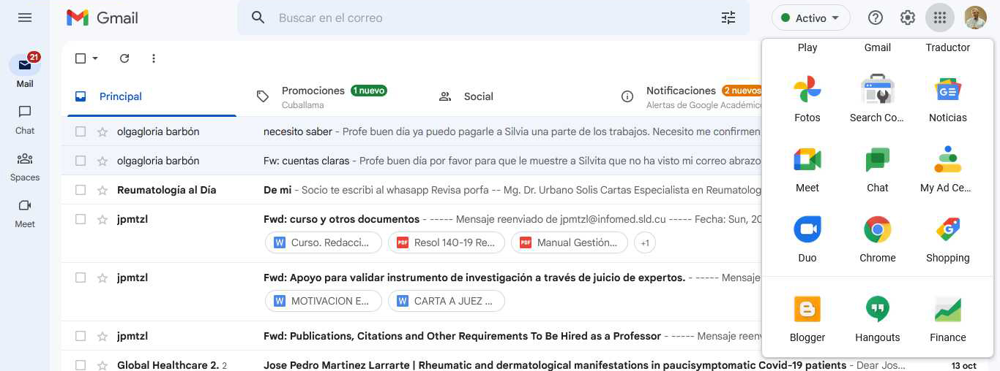 Gmail
Buscar en el correo
Activo
21
Mail
Chat
Spaces
Meet
Principal
Promociones 1 nuevo
Cuballama
Social
Notificaciones 2 nuevos
Alertas de Google Académico
olgagloria barbón necesito saber - Profe buen día ya puedo pagarle a Silvia una parte de los trabajos. Necesito me confirmen
olgagloria barbón Fw: cuentas claras - Profe buen día por favor para que le muestre a Silvita que no ha visto mi correo abrazo
Reumatología al Día De mi - Socio te escribi al whasapp Revisa porfa -- Mg. Dr. Urbano Solis Cartas Especialista en Reumatolog
jpmtzl Fwd: curso y otros documentos - ----- Mensaje reenviado de jpmtzl@infomed.sld.cu ----- Fecha: Sun, 20
W Curso. Redacci... PDF Resol 140-19 Re... PDF Manual Gestión... +1
jpmtzl Fwd: Apoyo para validar instrumento de investigación a través de juicio de expertos. - ----- Mensaje
W MOTIVACION E... W CARTA A JUEZ ...
jpmtzl Fwd: Publications, Citations and Other Requirements To Be Hired as a Professor - ----- Mensaje reenv
Global Healthcare 2. 2 Jose Pedro Martinez Larrarte | Rheumatic and dermatological manifestations in paucisymptomatic Covid-19 patients - Dear Jos... 13 oct
Play Gmail Traductor
Fotos Search Co... Noticias
Meet Chat My Ad Ce...
Duo Chrome Shopping
Blogger Hangouts Finance